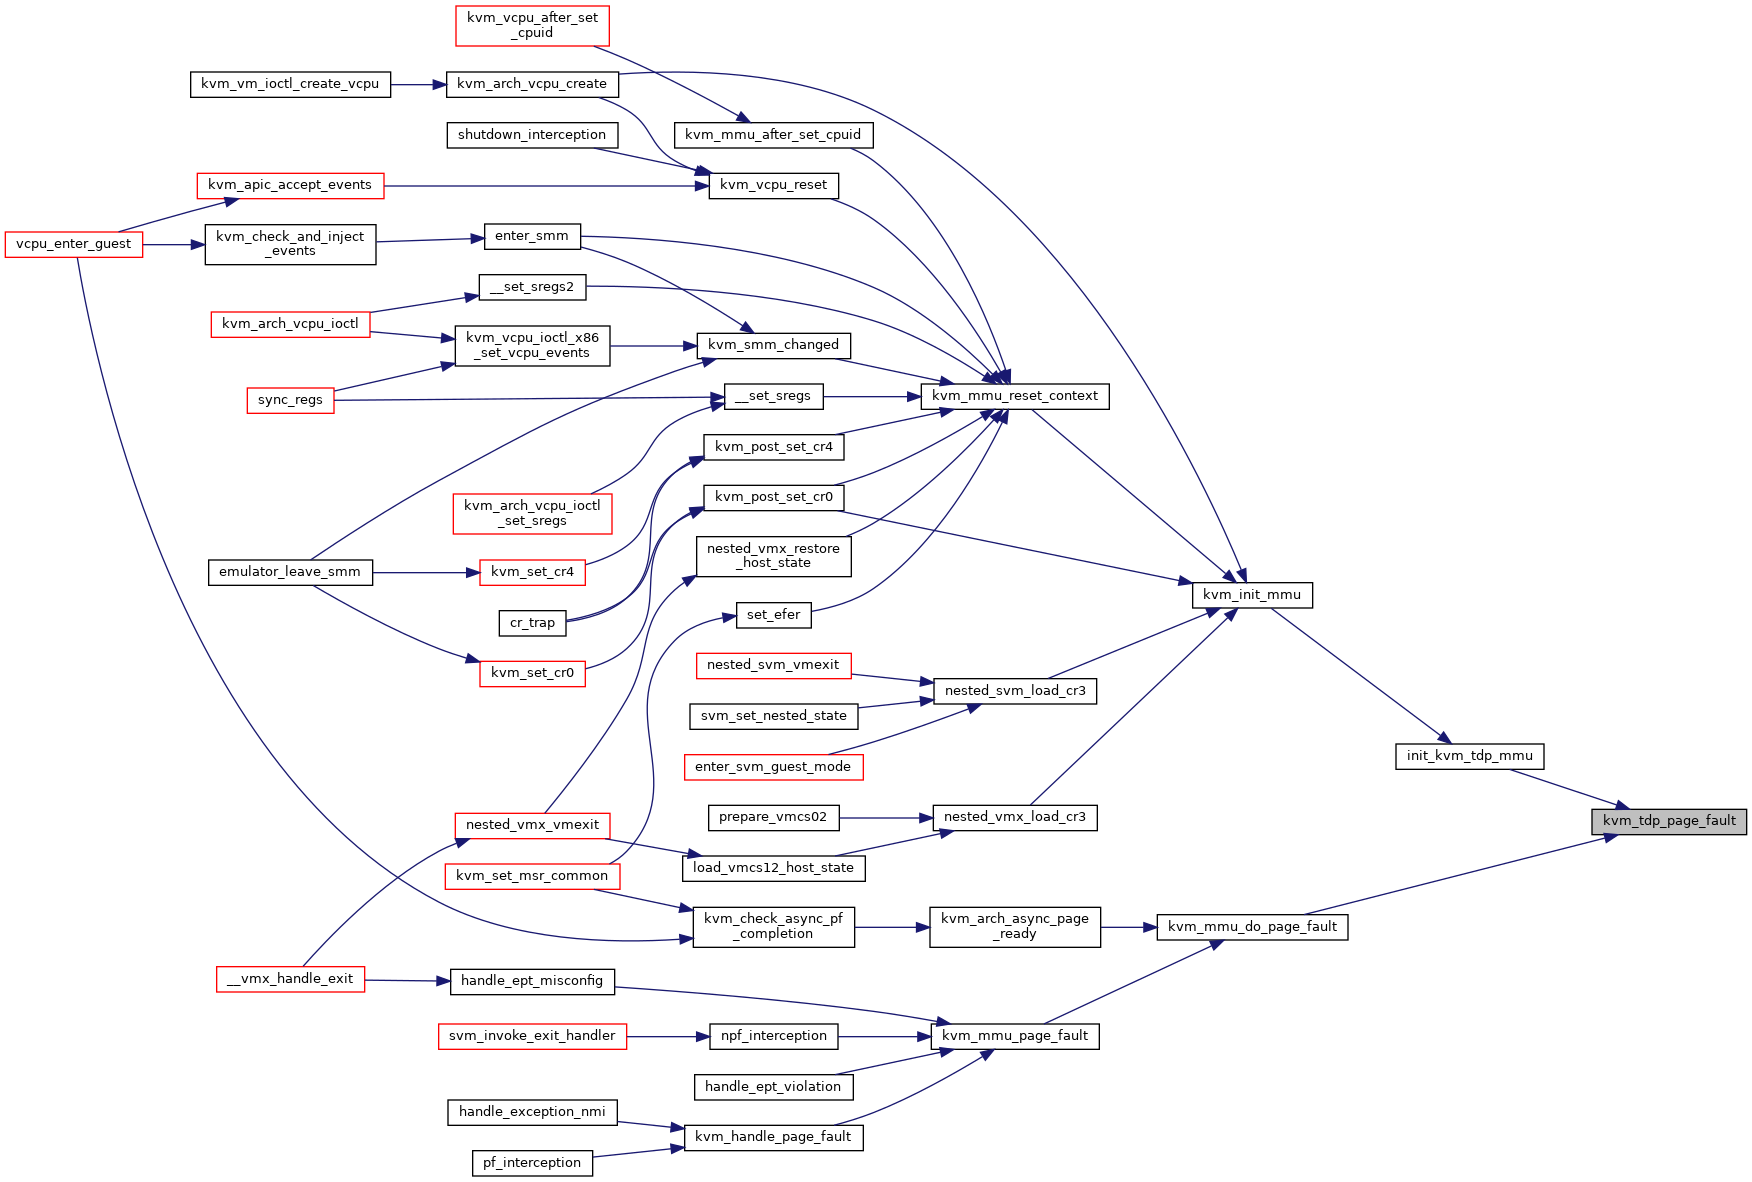 kvm_vcpu_after_set
_cpuid
kvm_vm_ioctl_create_vcpu
kvm_arch_vcpu_create
shutdown_interception
kvm_mmu_after_set_cpuid
kvm_apic_accept_events
kvm_vcpu_reset
vcpu_enter_guest
kvm_check_and_inject
_events
enter_smm
__set_sregs2
kvm_arch_vcpu_ioctl
kvm_vcpu_ioctl_x86
_set_vcpu_events
kvm_smm_changed
sync_regs
__set_sregs
kvm_mmu_reset_context
kvm_post_set_cr4
kvm_arch_vcpu_ioctl
_set_sregs
kvm_post_set_cr0
nested_vmx_restore
_host_state
emulator_leave_smm
kvm_set_cr4
kvm_init_mmu
cr_trap
set_efer
kvm_set_cr0
nested_svm_vmexit
nested_svm_load_cr3
svm_set_nested_state
enter_svm_guest_mode
init_kvm_tdp_mmu
prepare_vmcs02
nested_vmx_load_cr3
kvm_tdp_page_fault
nested_vmx_vmexit
load_vmcs12_host_state
kvm_set_msr_common
kvm_check_async_pf
_completion
kvm_arch_async_page
_ready
kvm_mmu_do_page_fault
__vmx_handle_exit
handle_ept_misconfig
svm_invoke_exit_handler
npf_interception
kvm_mmu_page_fault
handle_ept_violation
handle_exception_nmi
kvm_handle_page_fault
pf_interception